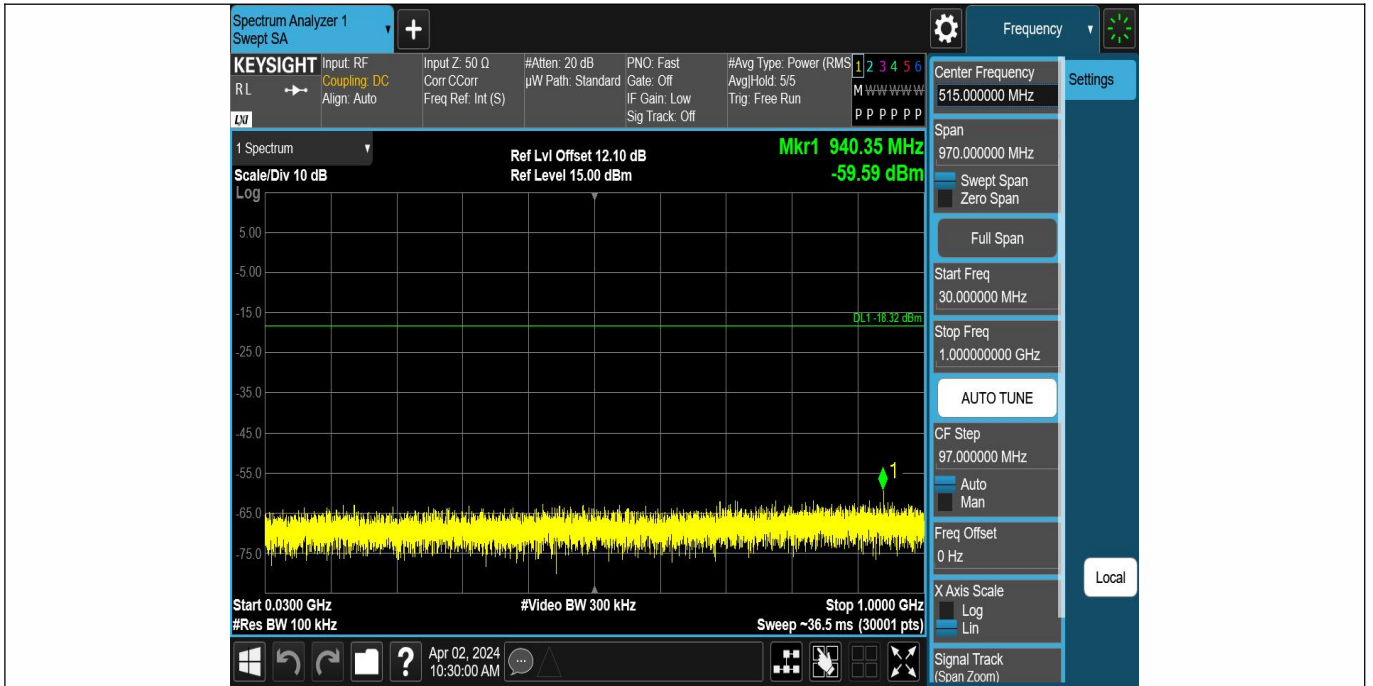 Spectrum Analyzer 1
Swept SA
+
Frequency
KEYSIGHT
R L
LXI
Input: RF
Coupling: DC
Align: Auto
Input Z: 50 Ω
Corr CCorr
Freq Ref: Int (S)
#Atten: 20 dB
µW Path: Standard
PNO: Fast
Gate: Off
IF Gain: Low
Sig Track: Off
#Avg Type: Power (RMS
Avg|Hold: 5/5
Trig: Free Run
1 2 3 4 5 6
M W W W W W
P P P P P P
Center Frequency
515.000000 MHz
Settings
1 Spectrum
Scale/Div 10 dB
Ref Lvl Offset 12.10 dB
Ref Level 15.00 dBm
Mkr1 940.35 MHz
-59.59 dBm
Span
970.000000 MHz
Swept Span
Zero Span
Full Span
Start Freq
30.000000 MHz
Stop Freq
1.000000000 GHz
AUTO TUNE
CF Step
97.000000 MHz
Auto
Man
Freq Offset
0 Hz
X Axis Scale
Log
Lin
Signal Track
(Span Zoom)
Local
Log
5.00
-5.00
-15.0
DL1 -18.32 dBm
-25.0
-35.0
-45.0
-55.0
1
-65.0
-75.0
Start 0.0300 GHz
#Video BW 300 kHz
Stop 1.0000 GHz
#Res BW 100 kHz
Sweep ~36.5 ms (30001 pts)
?
Apr 02, 2024
10:30:00 AM